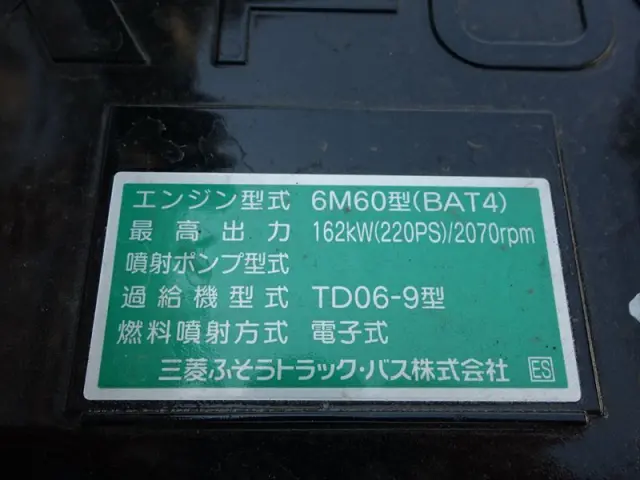 エンジン型式 6M60型(BAT4)
最高出力 162kW(220PS)/2070rpm
噴射ポンプ型式
過給機型式 TD06-9型
燃料噴射方式 電子式
三菱ふそうトラック・バス株式会社 ES